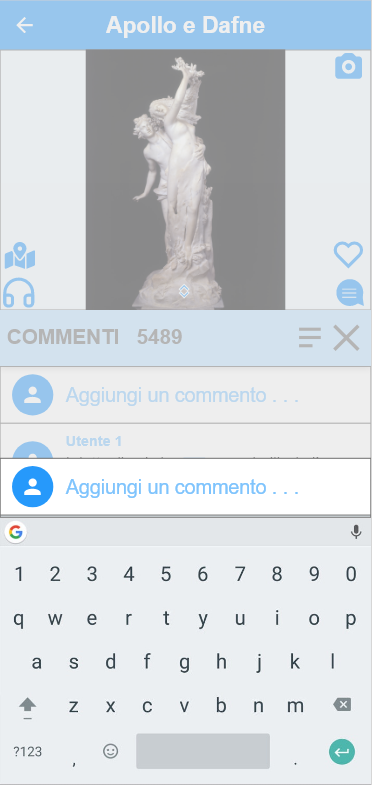 Apollo e Dafne
COMMENTI 5489
Aggiungi un commento . . .
Utente 1
Aggiungi un commento . . .
G
1 2 3 4 5 6 7 8 9 0
q w e r t y u i o p
a s d f g h j k l
z x c v b n m
?123 , .